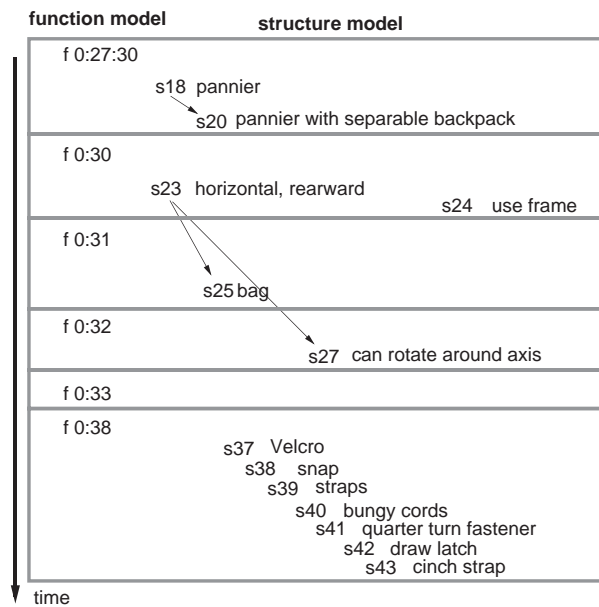 function model structure model
f 0:27:30
s18 pannier
s20 pannier with separable backpack
f 0:30
s23 horizontal, rearward
s24 use frame
f 0:31
s25 bag
f 0:32
s27 can rotate around axis
f 0:33
f 0:38
s37 Velcro
s38 snap
s39 straps
s40 bungy cords
s41 quarter turn fastener
s42 draw latch
s43 cinch strap
time